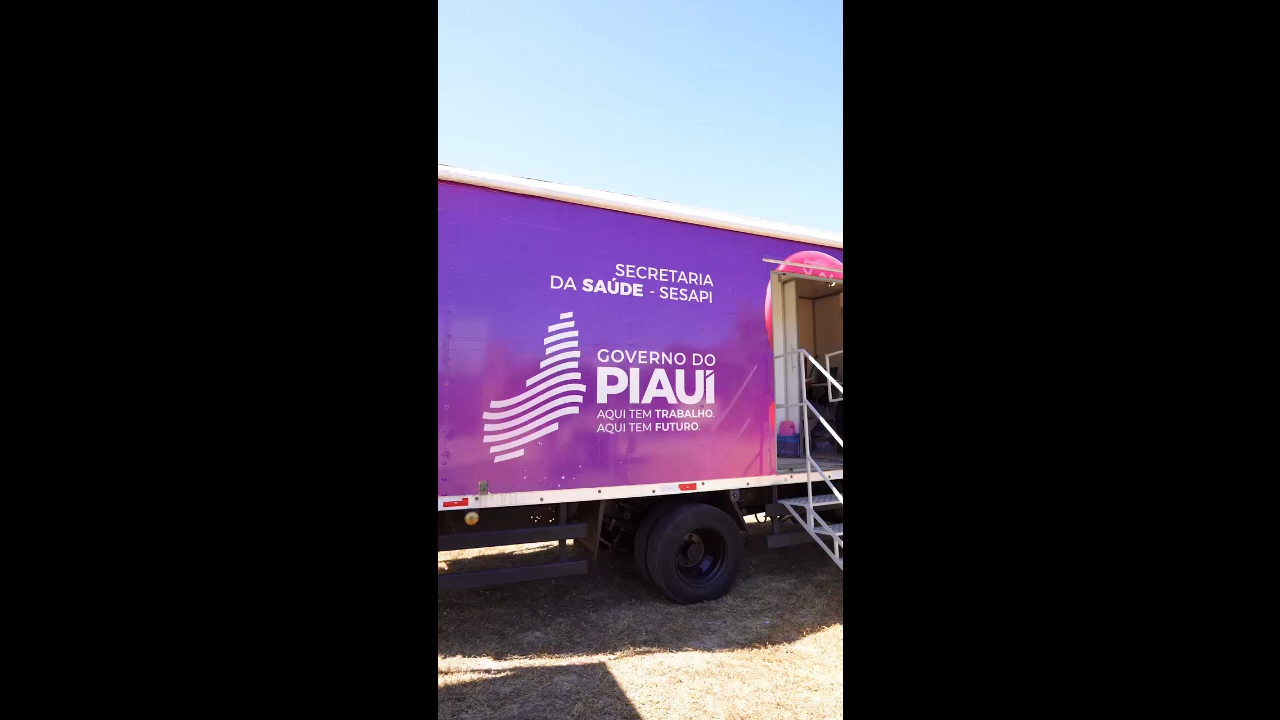 SECRETARIA
DA SAÚDE - SESAPI
GOVERNO DO
PIAUÍ
AQUI TEM TRABALHO.
AQUI TEM FUTURO.